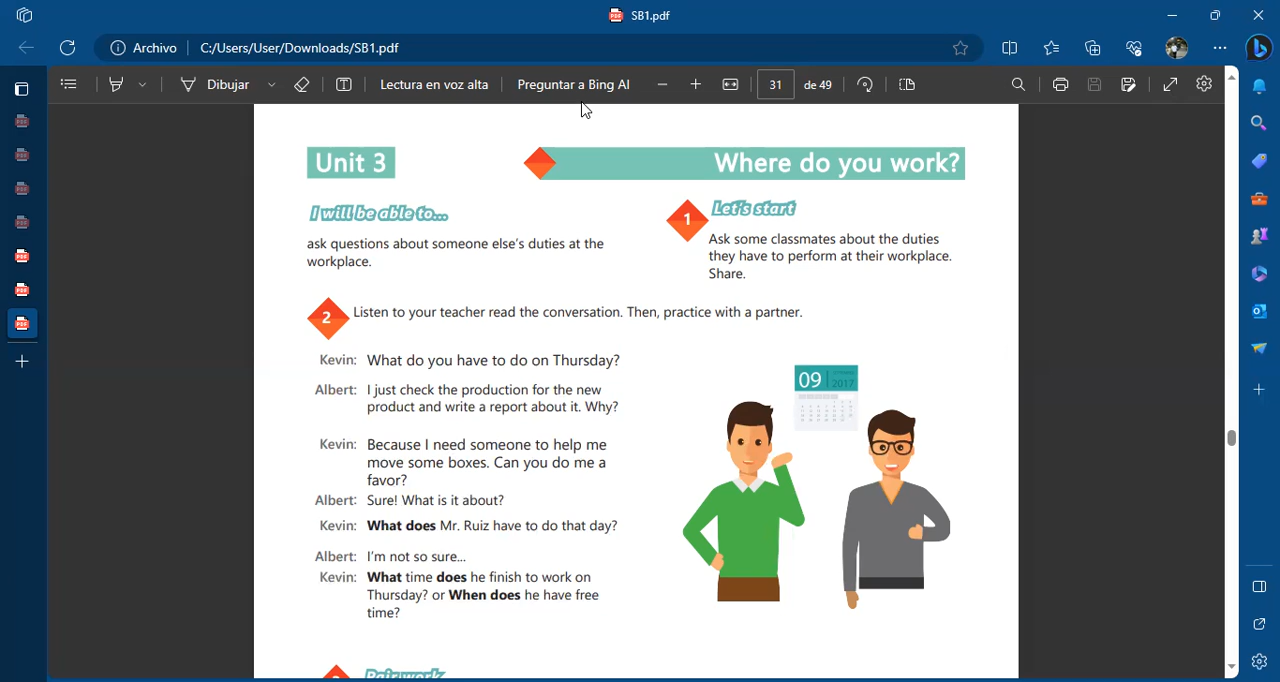 SB1.pdf
Archivo C:/Users/User/Downloads/SB1.pdf
Dibujar Lectura en voz alta Preguntar a Bing AI 31 de 49
Unit 3 Where do you work?
I will be able to...
ask questions about someone else's duties at the
workplace.
1 Let's start
Ask some classmates about the duties
they have to perform at their workplace.
Share.
2 Listen to your teacher read the conversation. Then, practice with a partner.
Kevin: What do you have to do on Thursday?
Albert: I just check the production for the new
product and write a report about it. Why?
Kevin: Because I need someone to help me
move some boxes. Can you do me a
favor?
Albert: Sure! What is it about?
Kevin: What does Mr. Ruiz have to do that day?
Albert: I'm not so sure...
Kevin: What time does he finish to work on
Thursday? or When does he have free
time?
09 2017
Pair work